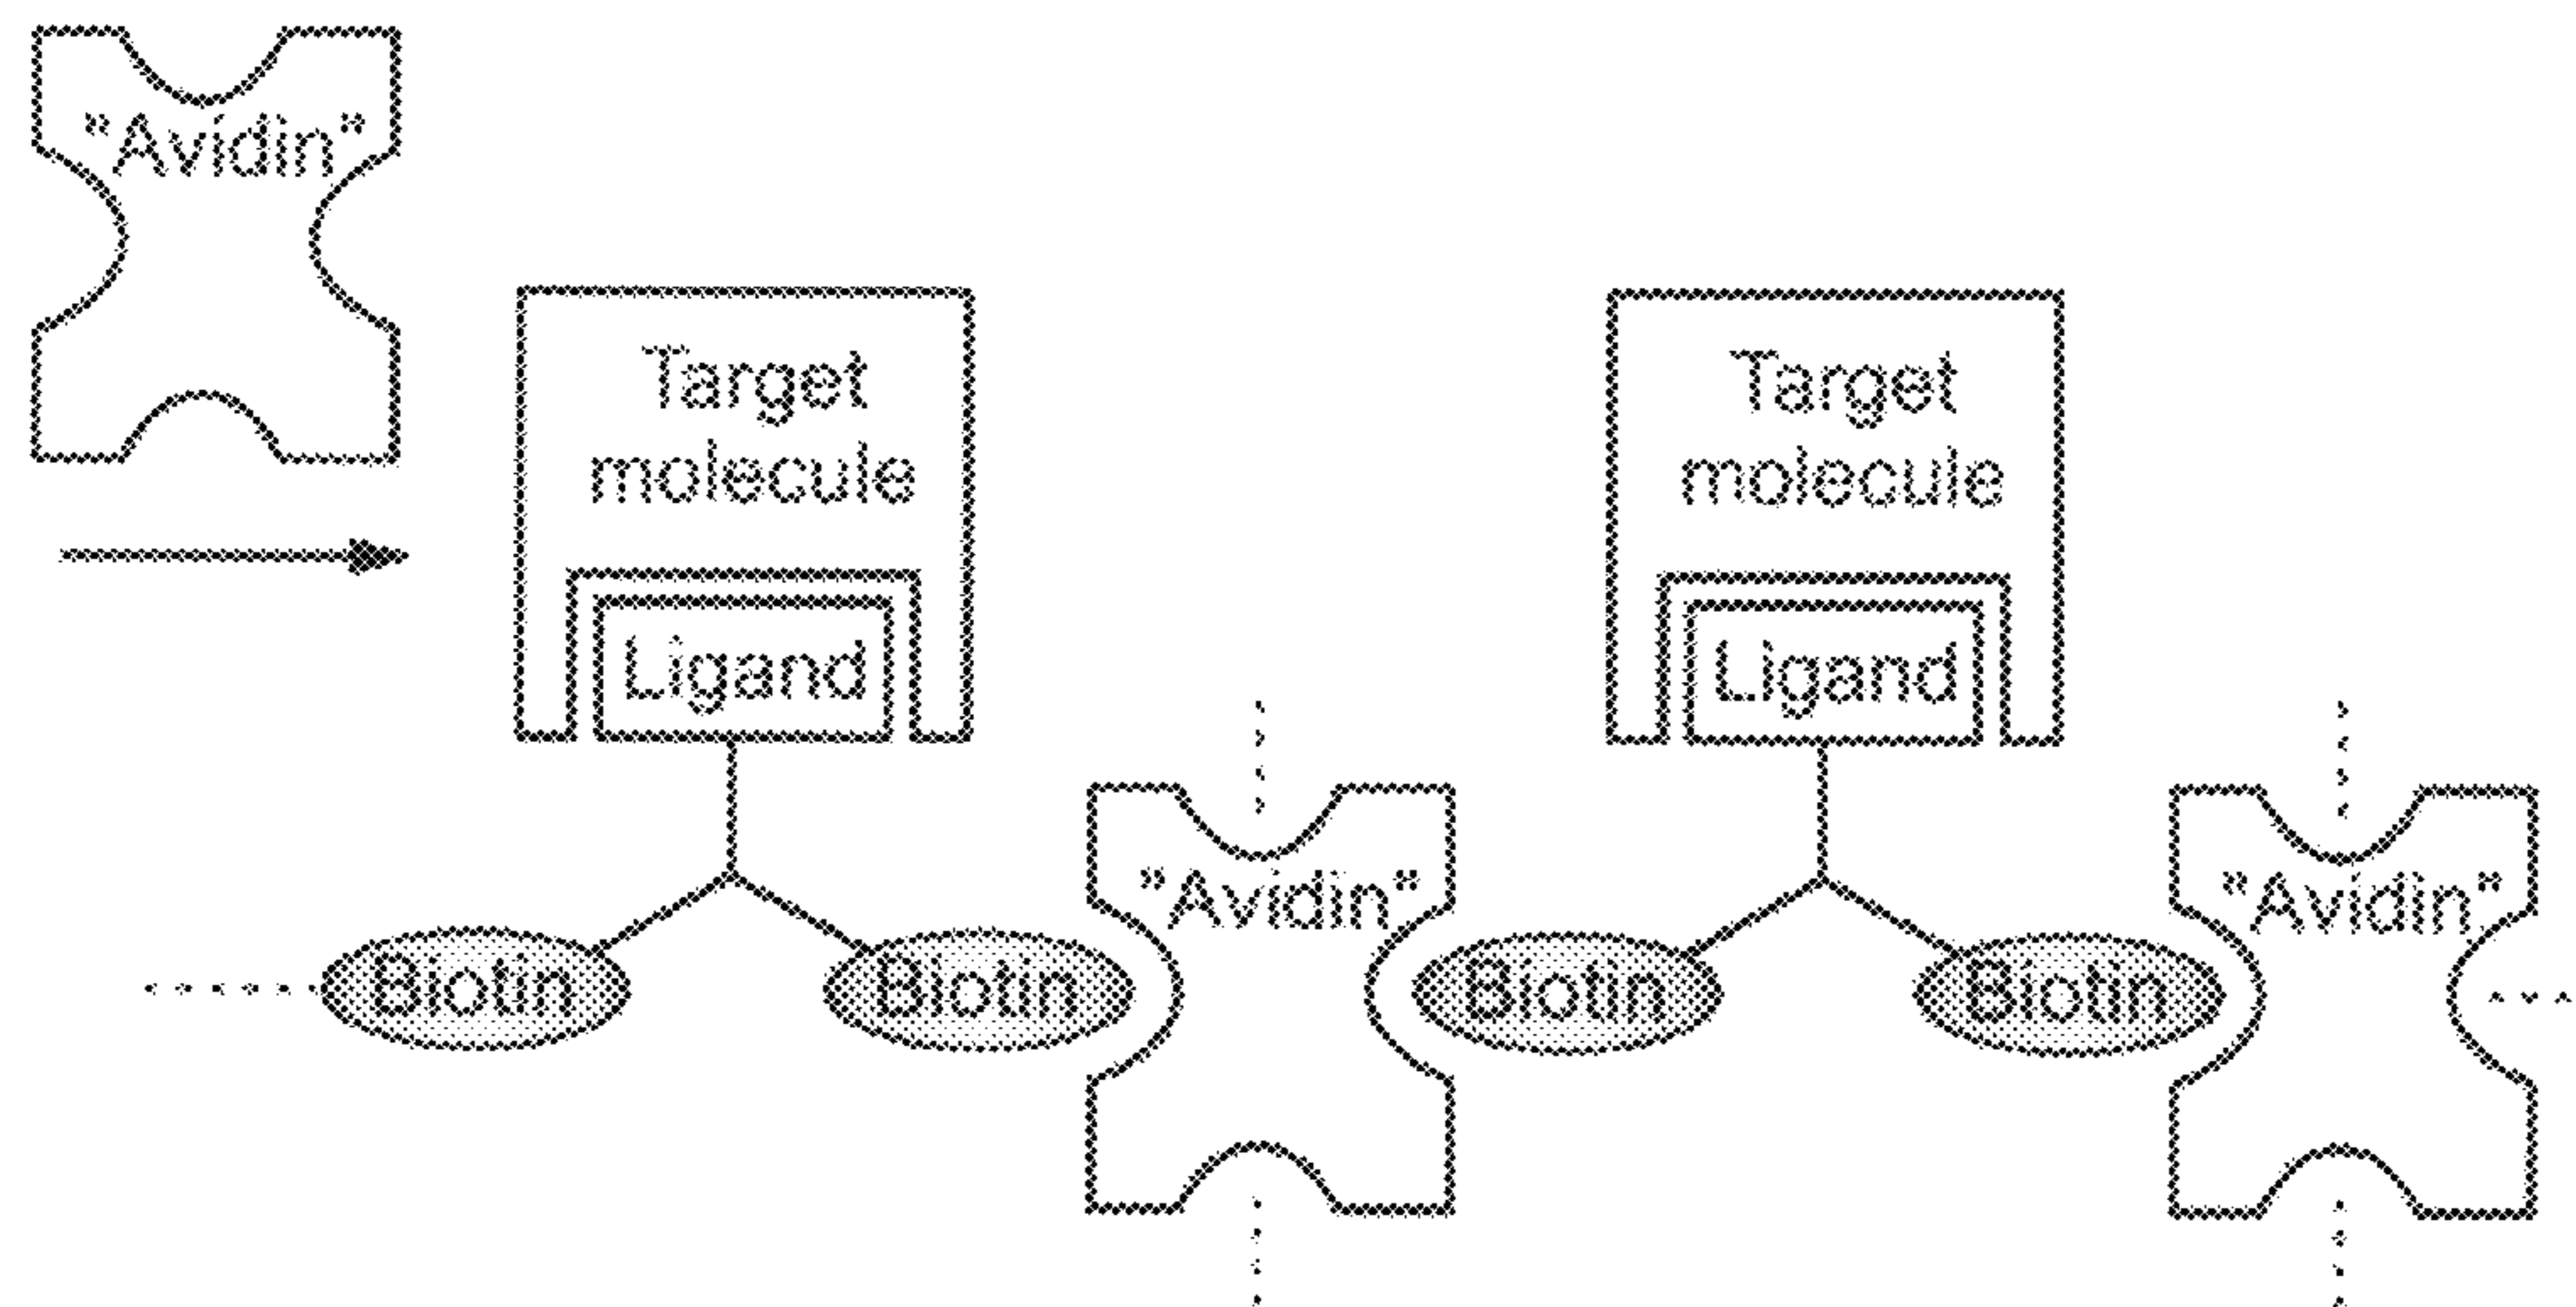 "Avidin"
Target
molecule
Target
molecule
Ligand
Ligand
"Avidin"
"Avidin"
Biotin
Biotin
Biotin
Biotin